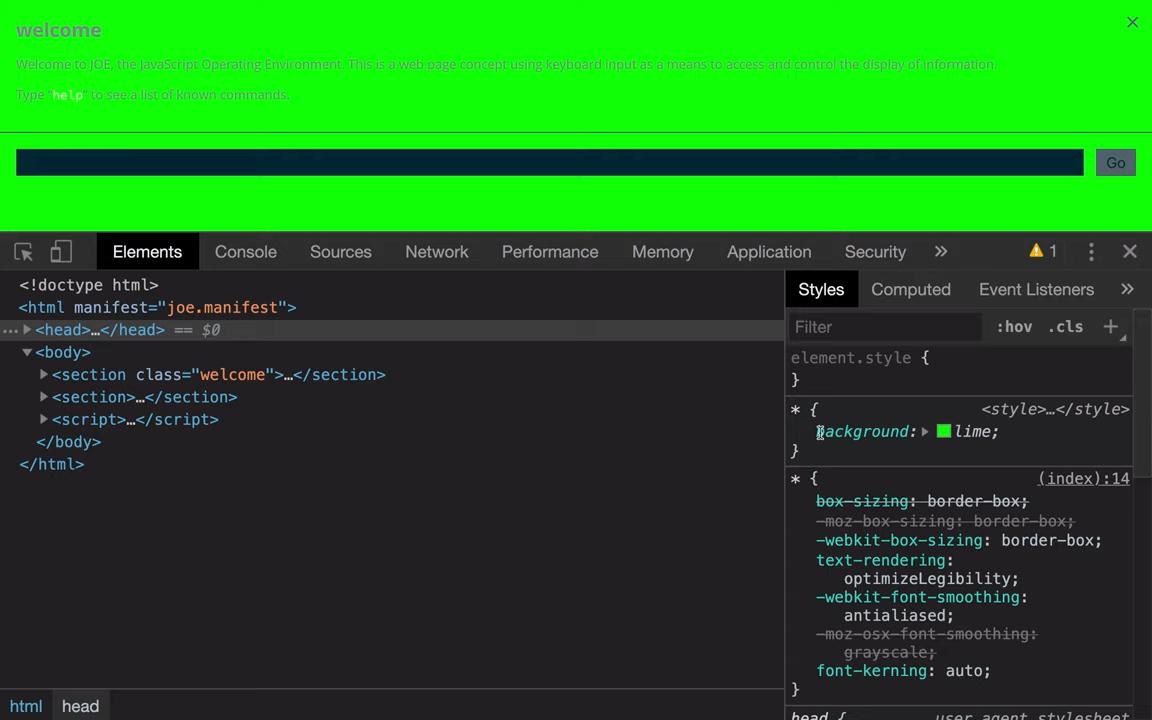 welcome
Welcome to JOE, the JavaScript Operating Environment. This is a web page concept using keyboard input as a means to access and control the display of information.
Type "help" to see a list of known commands.
Go
Elements Console Sources Network Performance Memory Application Security » 1
<!doctype html>
<html manifest="joe.manifest">
<head>…</head> == $0
<body>
<section class="welcome">…</section>
<section>…</section>
<script>…</script>
</body>
</html>
html head
Styles Computed Event Listeners »
Filter :hov .cls +
element.style {
}
* { <style>…</style>
background: lime;
}
* { (index):14
box-sizing: border-box;
-moz-box-sizing: border-box;
-webkit-box-sizing: border-box;
text-rendering:
optimizeLegibility;
-webkit-font-smoothing:
antialiased;
-moz-osx-font-smoothing:
grayscale;
font-kerning: auto;
}
head { user agent stylesheet